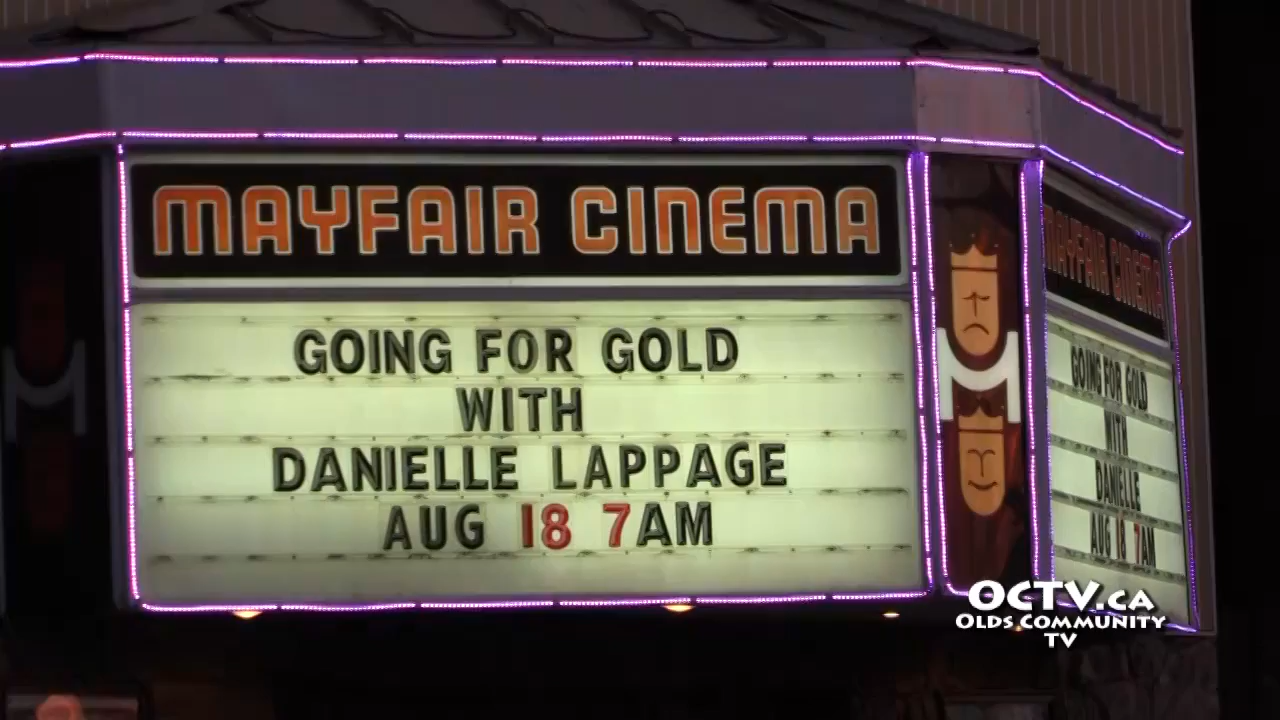 MAYFAIR CINEMA
GOING FOR GOLD
WITH
DANIELLE LAPPAGE
AUG 18 7AM
MAYFAIR CINEMA
GOING FOR GOLD
WITH
DANIELLE
AUG 18 7AM
OCTV.CA
OLDS COMMUNITY
TV